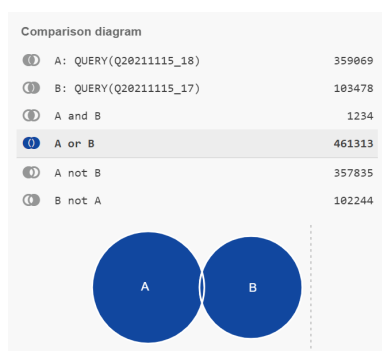 Comparison diagram
A: QUERY(Q20211115_18) 359069
B: QUERY(Q20211115_17) 103478
A and B 1234
A or B 461313
A not B 357835
B not A 102244
A B